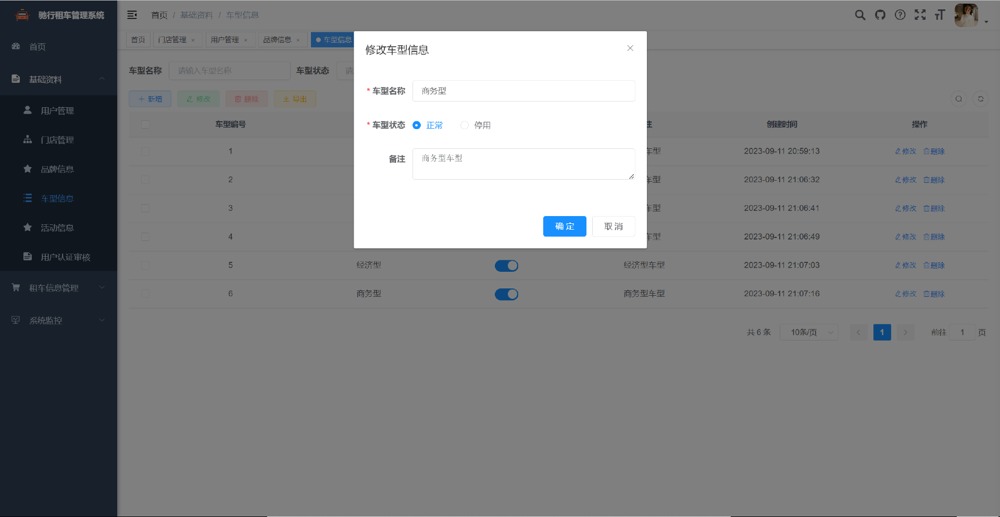 驰行租车管理系统
首页 / 基础资料 / 车型信息
首页
门店管理 ×
用户管理 ×
品牌信息 ×
车型信息
首页
基础资料
用户管理
门店管理
品牌信息
车型信息
活动信息
用户认证审核
租车信息管理
系统监控
车型名称 请输入车型名称 车型状态 请
新增 修改 删除 导出
车型编号 创建时间 操作
1 车型 2023-09-11 20:59:13 修改 删除
2 车型 2023-09-11 21:06:32 修改 删除
3 车型 2023-09-11 21:06:41 修改 删除
4 车型 2023-09-11 21:06:49 修改 删除
5 经济型 经济型车型 2023-09-11 21:07:03 修改 删除
6 商务型 商务型车型 2023-09-11 21:07:16 修改 删除
共 6 条 10条/页 1 前往 1 页
修改车型信息
* 车型名称 商务型
* 车型状态 正常 停用
备注 商务型车型
确 定 取 消